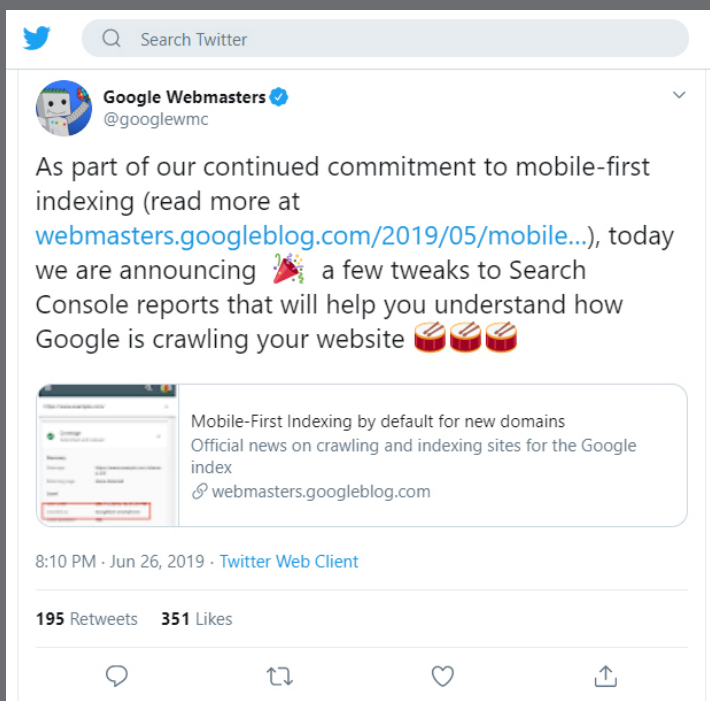 Search Twitter
Google Webmasters
@googlewmc
As part of our continued commitment to mobile-first
indexing (read more at
webmasters.googleblog.com/2019/05/mobile...), today
we are announcing 🎉 a few tweaks to Search
Console reports that will help you understand how
Google is crawling your website 🥁🥁🥁
Mobile-First Indexing by default for new domains
Official news on crawling and indexing sites for the Google
index
webmasters.googleblog.com
8:10 PM · Jun 26, 2019 · Twitter Web Client
195 Retweets 351 Likes